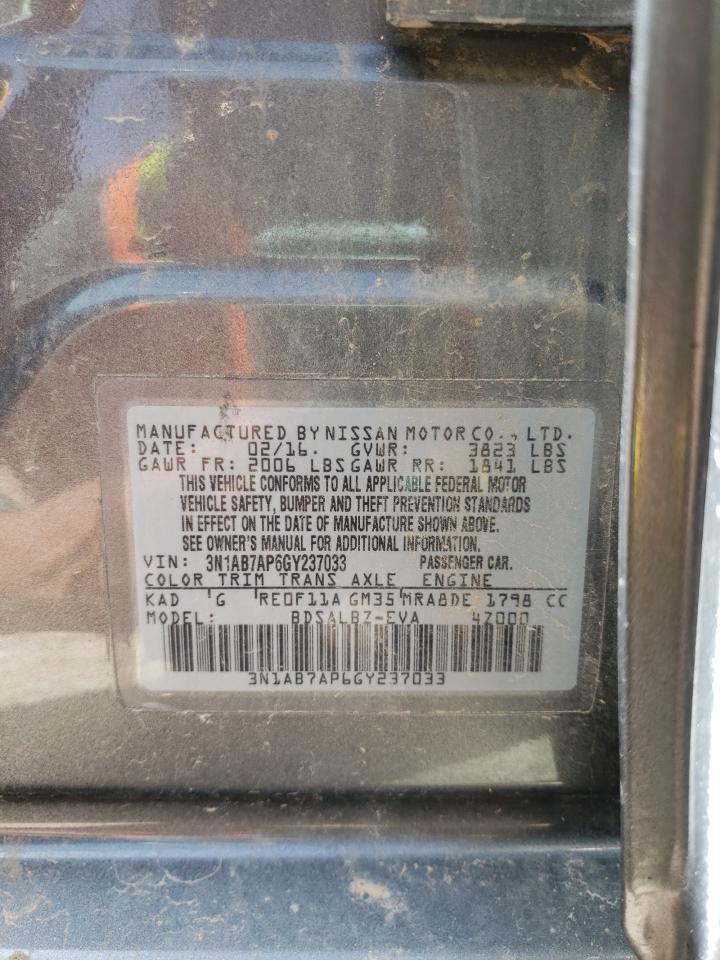 MANUFACTURED BY NISSAN MOTOR CO., LTD.
DATE: 02/16. GVWR: 3823 LBS
GAWR FR: 2006 LBS GAWR RR: 1841 LBS
THIS VEHICLE CONFORMS TO ALL APPLICABLE FEDERAL MOTOR
VEHICLE SAFETY, BUMPER AND THEFT PREVENTION STANDARDS
IN EFFECT ON THE DATE OF MANUFACTURE SHOWN ABOVE.
SEE OWNER'S MANUAL FOR ADDITIONAL INFORMATION.
VIN: 3N1AB7AP6GY237033 PASSENGER CAR.
COLOR TRIM TRANS AXLE ENGINE
KAD G RE0F11A GM35 MRA8DE 1798 CC
MODEL: BDSALBZ-EVA 47000
3N1AB7AP6GY237033